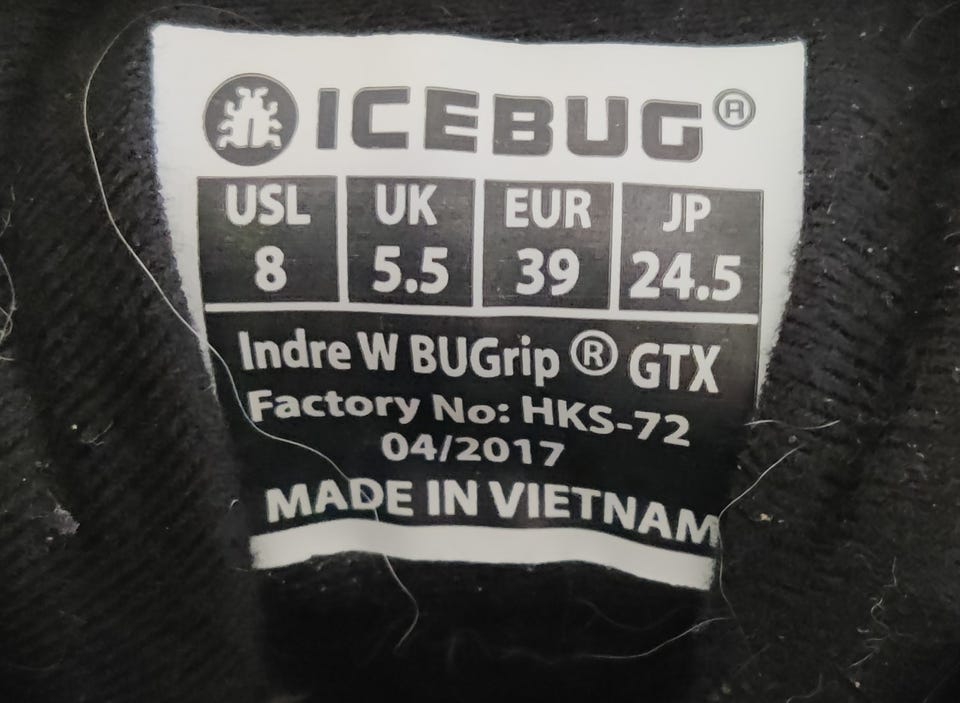 ICEBUG®
USL UK EUR JP
8 5.5 39 24.5
Indre W BUGrip ® GTX
Factory No: HKS-72
04/2017
MADE IN VIETNAM